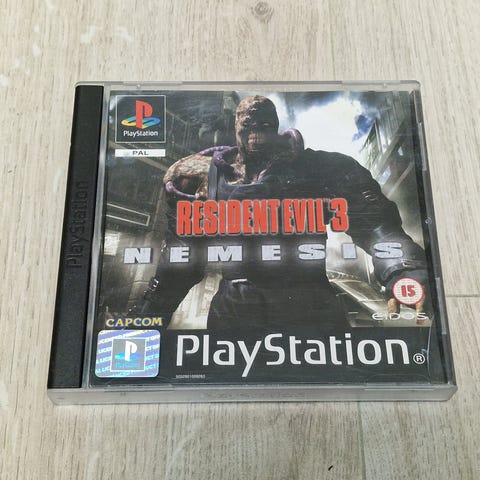 PlayStation
PlayStation
PAL
RESIDENT EVIL 3
NEMESIS
15
EIDOS
CAPCOM
PlayStation®